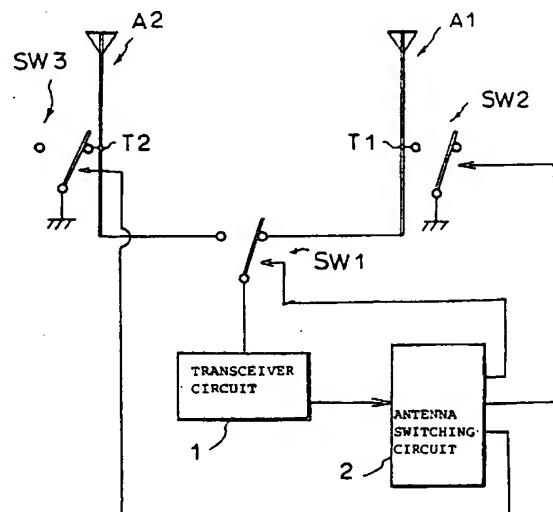 A2
A1
SW3
SW2
T2
T1
SW1
TRANSCEIVER
CIRCUIT
1
ANTENNA
SWITCHING
CIRCUIT
2